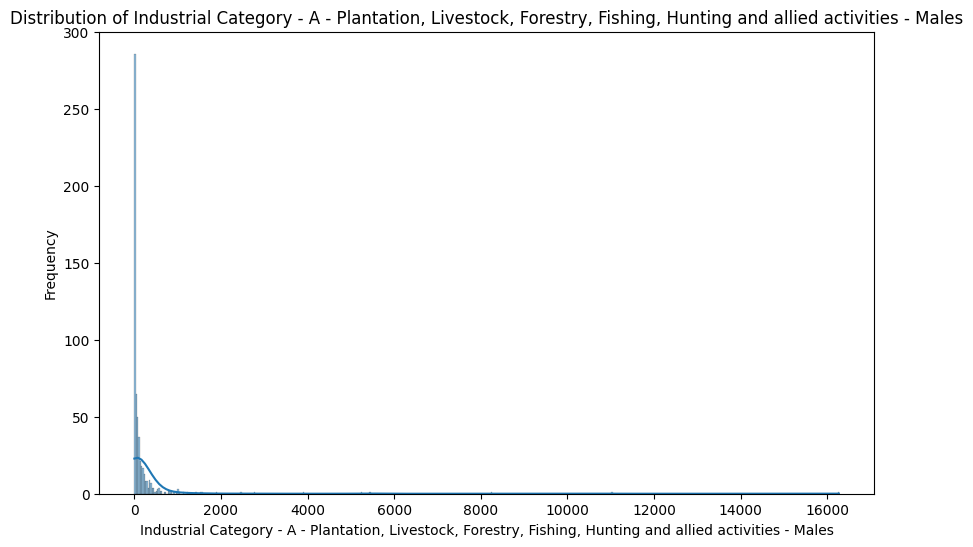 Distribution of Industrial Category - A - Plantation, Livestock, Forestry, Fishing, Hunting and allied activities - Males
300
250
200
150
100
50
0
Frequency
0 2000 4000 6000 8000 10000 12000 14000 16000
Industrial Category - A - Plantation, Livestock, Forestry, Fishing, Hunting and allied activities - Males